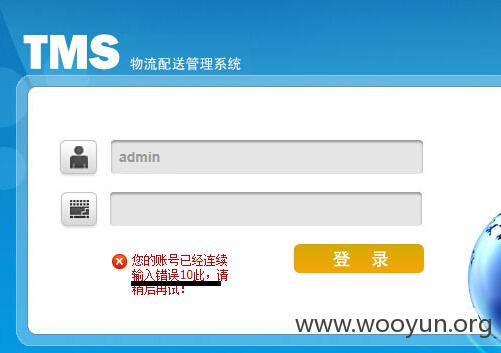 TMS 物流配送管理系统
admin
您的账号已经连续
输入错误10此，请
稍后再试！
登 录
www.wooyun.org